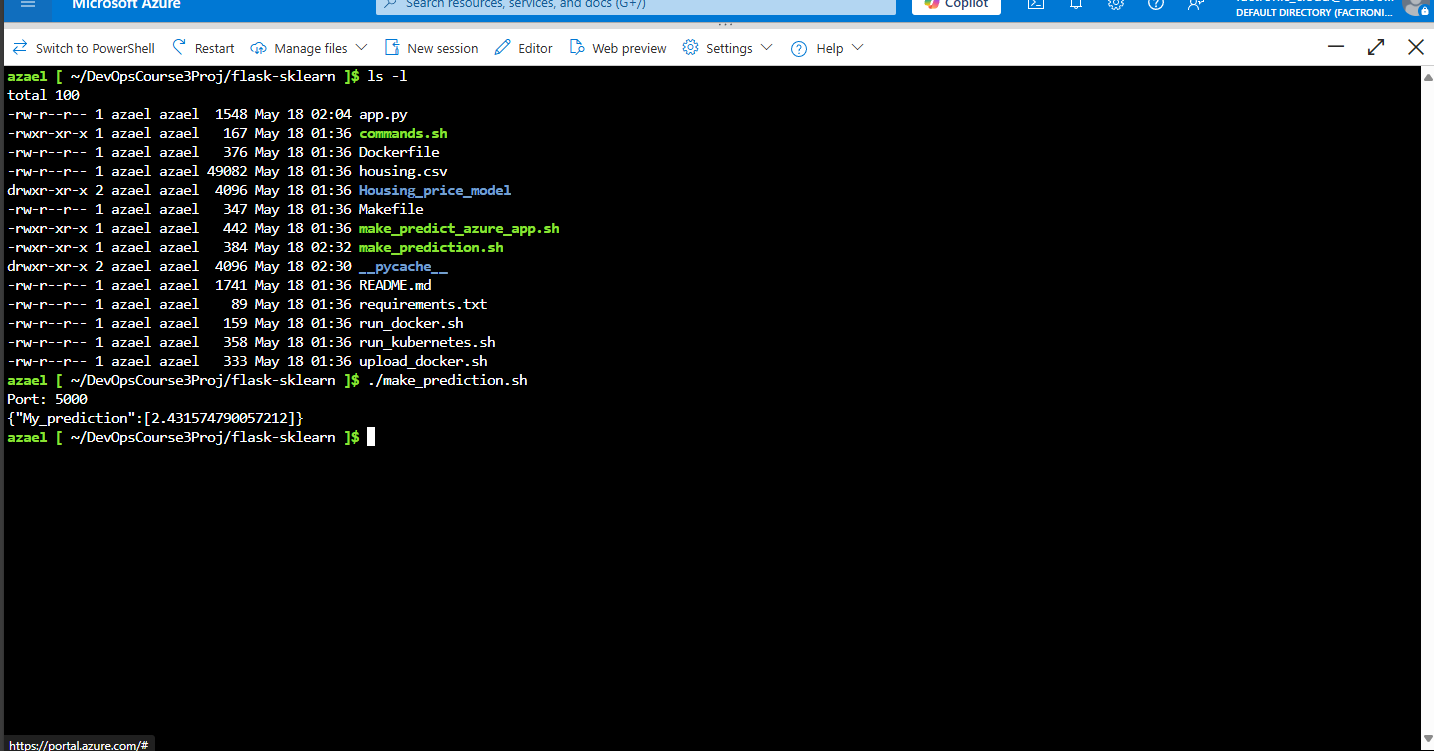 Microsoft Azure
Search resources, services, and docs (G+/)
Copilot
DEFAULT DIRECTORY (FACTRONI...
Switch to PowerShell Restart Manage files New session Editor Web preview Settings Help
azael [ ~/DevOpsCourse3Proj/flask-sklearn ]$ ls -l
total 100
-rw-r--r-- 1 azael azael  1548 May 18 02:04 app.py
-rwxr-xr-x 1 azael azael   167 May 18 01:36 commands.sh
-rw-r--r-- 1 azael azael   376 May 18 01:36 Dockerfile
-rw-r--r-- 1 azael azael 49082 May 18 01:36 housing.csv
drwxr-xr-x 2 azael azael  4096 May 18 01:36 Housing_price_model
-rw-r--r-- 1 azael azael   347 May 18 01:36 Makefile
-rwxr-xr-x 1 azael azael   442 May 18 01:36 make_predict_azure_app.sh
-rwxr-xr-x 1 azael azael   384 May 18 02:32 make_prediction.sh
drwxr-xr-x 2 azael azael  4096 May 18 02:30 __pycache__
-rw-r--r-- 1 azael azael  1741 May 18 01:36 README.md
-rw-r--r-- 1 azael azael    89 May 18 01:36 requirements.txt
-rw-r--r-- 1 azael azael   159 May 18 01:36 run_docker.sh
-rw-r--r-- 1 azael azael   358 May 18 01:36 run_kubernetes.sh
-rw-r--r-- 1 azael azael   333 May 18 01:36 upload_docker.sh
azael [ ~/DevOpsCourse3Proj/flask-sklearn ]$ ./make_prediction.sh
Port: 5000
{"My_prediction":[2.431574790057212]}
azael [ ~/DevOpsCourse3Proj/flask-sklearn ]$
https://portal.azure.com/#